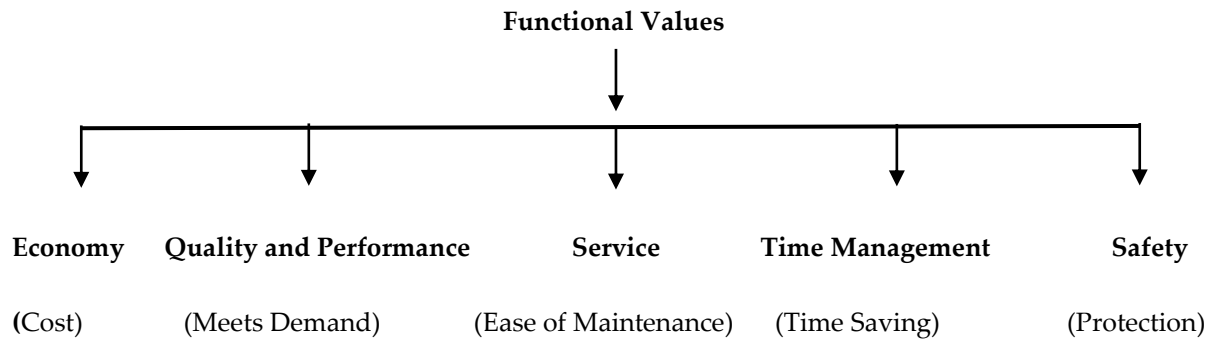 Functional Values
Economy Quality and Performance Service Time Management Safety
(Cost) (Meets Demand) (Ease of Maintenance) (Time Saving) (Protection)